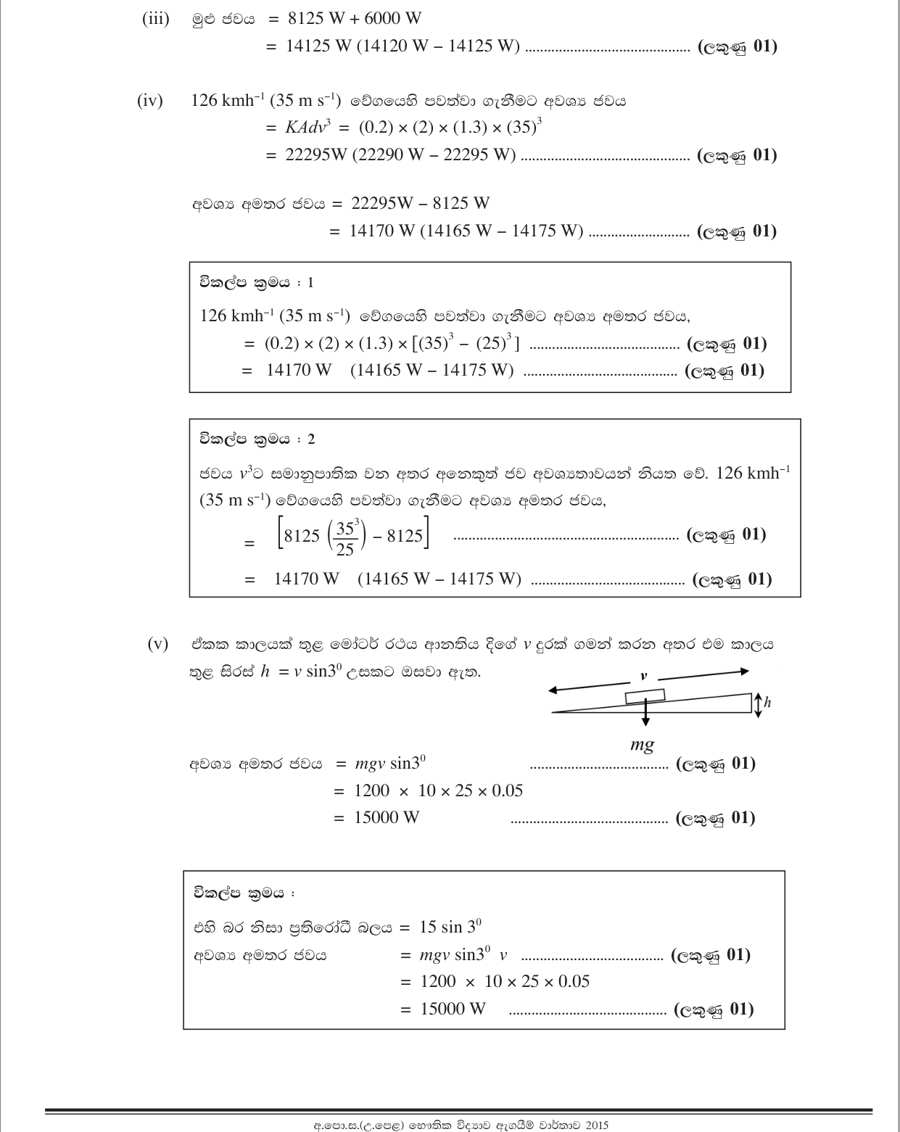 (iii) මුළු ජවය = 8125 W + 6000 W
= 14125 W (14120 W – 14125 W) ............................................ (ලකුණු 01)
(iv) 126 kmh⁻¹ (35 m s⁻¹) වේගයෙහි පවත්වා ගැනීමට අවශ්‍ය ජවය
= KAdv³ = (0.2) × (2) × (1.3) × (35)³
= 22295W (22290 W – 22295 W) ............................................. (ලකුණු 01)
අවශ්‍ය අමතර ජවය = 22295W – 8125 W
= 14170 W (14165 W – 14175 W) ........................... (ලකුණු 01)
විකල්ප ක්‍රමය : 1
126 kmh⁻¹ (35 m s⁻¹) වේගයෙහි පවත්වා ගැනීමට අවශ්‍ය අමතර ජවය,
= (0.2) × (2) × (1.3) × [(35)³ – (25)³] ........................................ (ලකුණු 01)
= 14170 W (14165 W – 14175 W) ......................................... (ලකුණු 01)
විකල්ප ක්‍රමය : 2
ජවය v³ට සමානුපාතික වන අතර අනෙකුත් ජව අවශ්‍යතාවයන් නියත වේ. 126 kmh⁻¹
(35 m s⁻¹) වේගයෙහි පවත්වා ගැනීමට අවශ්‍ය අමතර ජවය,
= [8125 (35³/25) – 8125] ............................................................ (ලකුණු 01)
= 14170 W (14165 W – 14175 W) ......................................... (ලකුණු 01)
(v) ඒකක කාලයක් තුළ මෝටර් රථය ආනතිය දිගේ v දුරක් ගමන් කරන අතර එම කාලය
තුළ සිරස් h = v sin3⁰ උසකට ඔසවා ඇත.
v
h
mg
අවශ්‍ය අමතර ජවය = mgv sin3⁰ ..................................... (ලකුණු 01)
= 1200 × 10 × 25 × 0.05
= 15000 W .......................................... (ලකුණු 01)
විකල්ප ක්‍රමය :
එහි බර නිසා ප්‍රතිරෝධී බලය = 15 sin 3⁰
අවශ්‍ය අමතර ජවය = mgv sin3⁰ v ...................................... (ලකුණු 01)
= 1200 × 10 × 25 × 0.05
= 15000 W .......................................... (ලකුණු 01)
අ.පො.ස.(උ.පෙළ) භෞතික විද්‍යාව ඇගයීම් වාර්තාව 2015